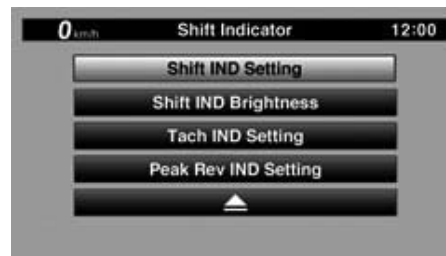 0 km/h Shift Indicator 12:00
Shift IND Setting
Shift IND Brightness
Tach IND Setting
Peak Rev IND Setting